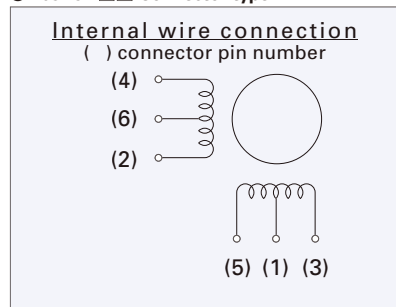 Internal wire connection
( ) connector pin number
(4)
(6)
(2)
(5) (1) (3)